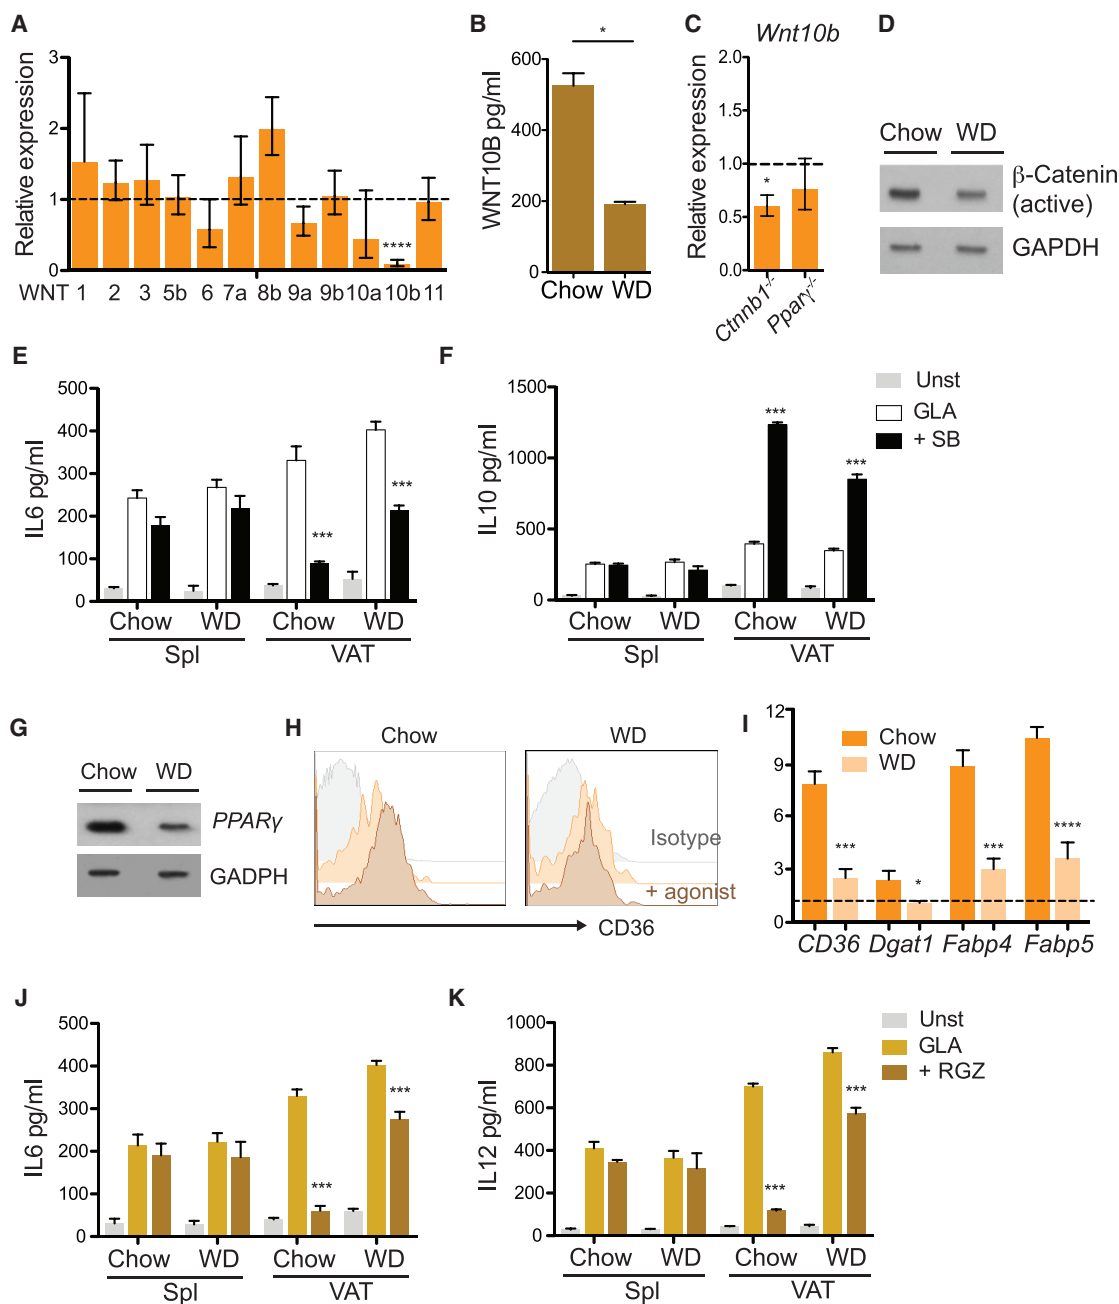 A
Relative expression
3
2
1
0
****
WNT 1 2 3 5b 6 7a 8b 9a 9b 10a 10b 11
B
*
WNT10B pg/ml
600
400
200
0
Chow WD
C
Wnt10b
Relative expression
2.0
1.5
1.0
0.5
0.0
*
Ctnnb1-/- Pparγ-/-
D
Chow WD
β-Catenin
(active)
GAPDH
E
IL6 pg/ml
500
400
300
200
100
0
***
***
Chow WD Chow WD
Spl VAT
F
IL10 pg/ml
1500
1000
500
0
***
***
Chow WD Chow WD
Spl VAT
Unst
GLA
+ SB
G
Chow WD
PPARγ
GADPH
H
Chow WD
Isotype
+ agonist
CD36
I
12
9
6
3
0
Chow
WD
***
*
***
****
CD36 Dgat1 Fabp4 Fabp5
J
IL6 pg/ml
500
400
300
200
100
0
***
***
Chow WD Chow WD
Spl VAT
K
IL12 pg/ml
1000
800
600
400
200
0
***
***
Chow WD Chow WD
Spl VAT
Unst
GLA
+ RGZ